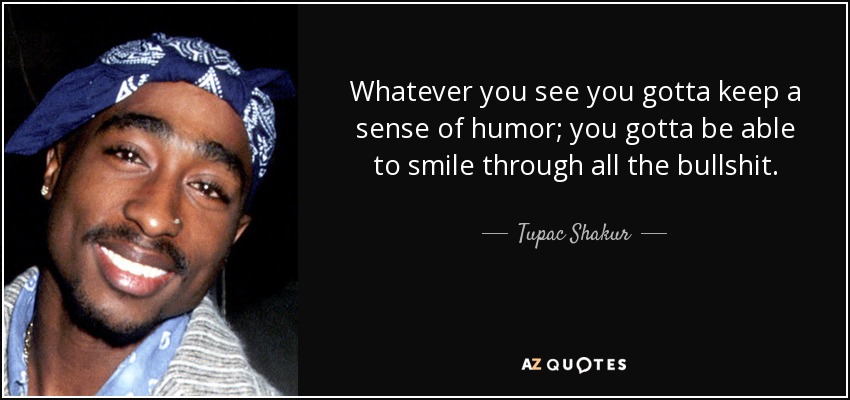 Whatever you see you gotta keep a
sense of humor; you gotta be able
to smile through all the bullshit.
Tupac Shakur
AZ QUOTES